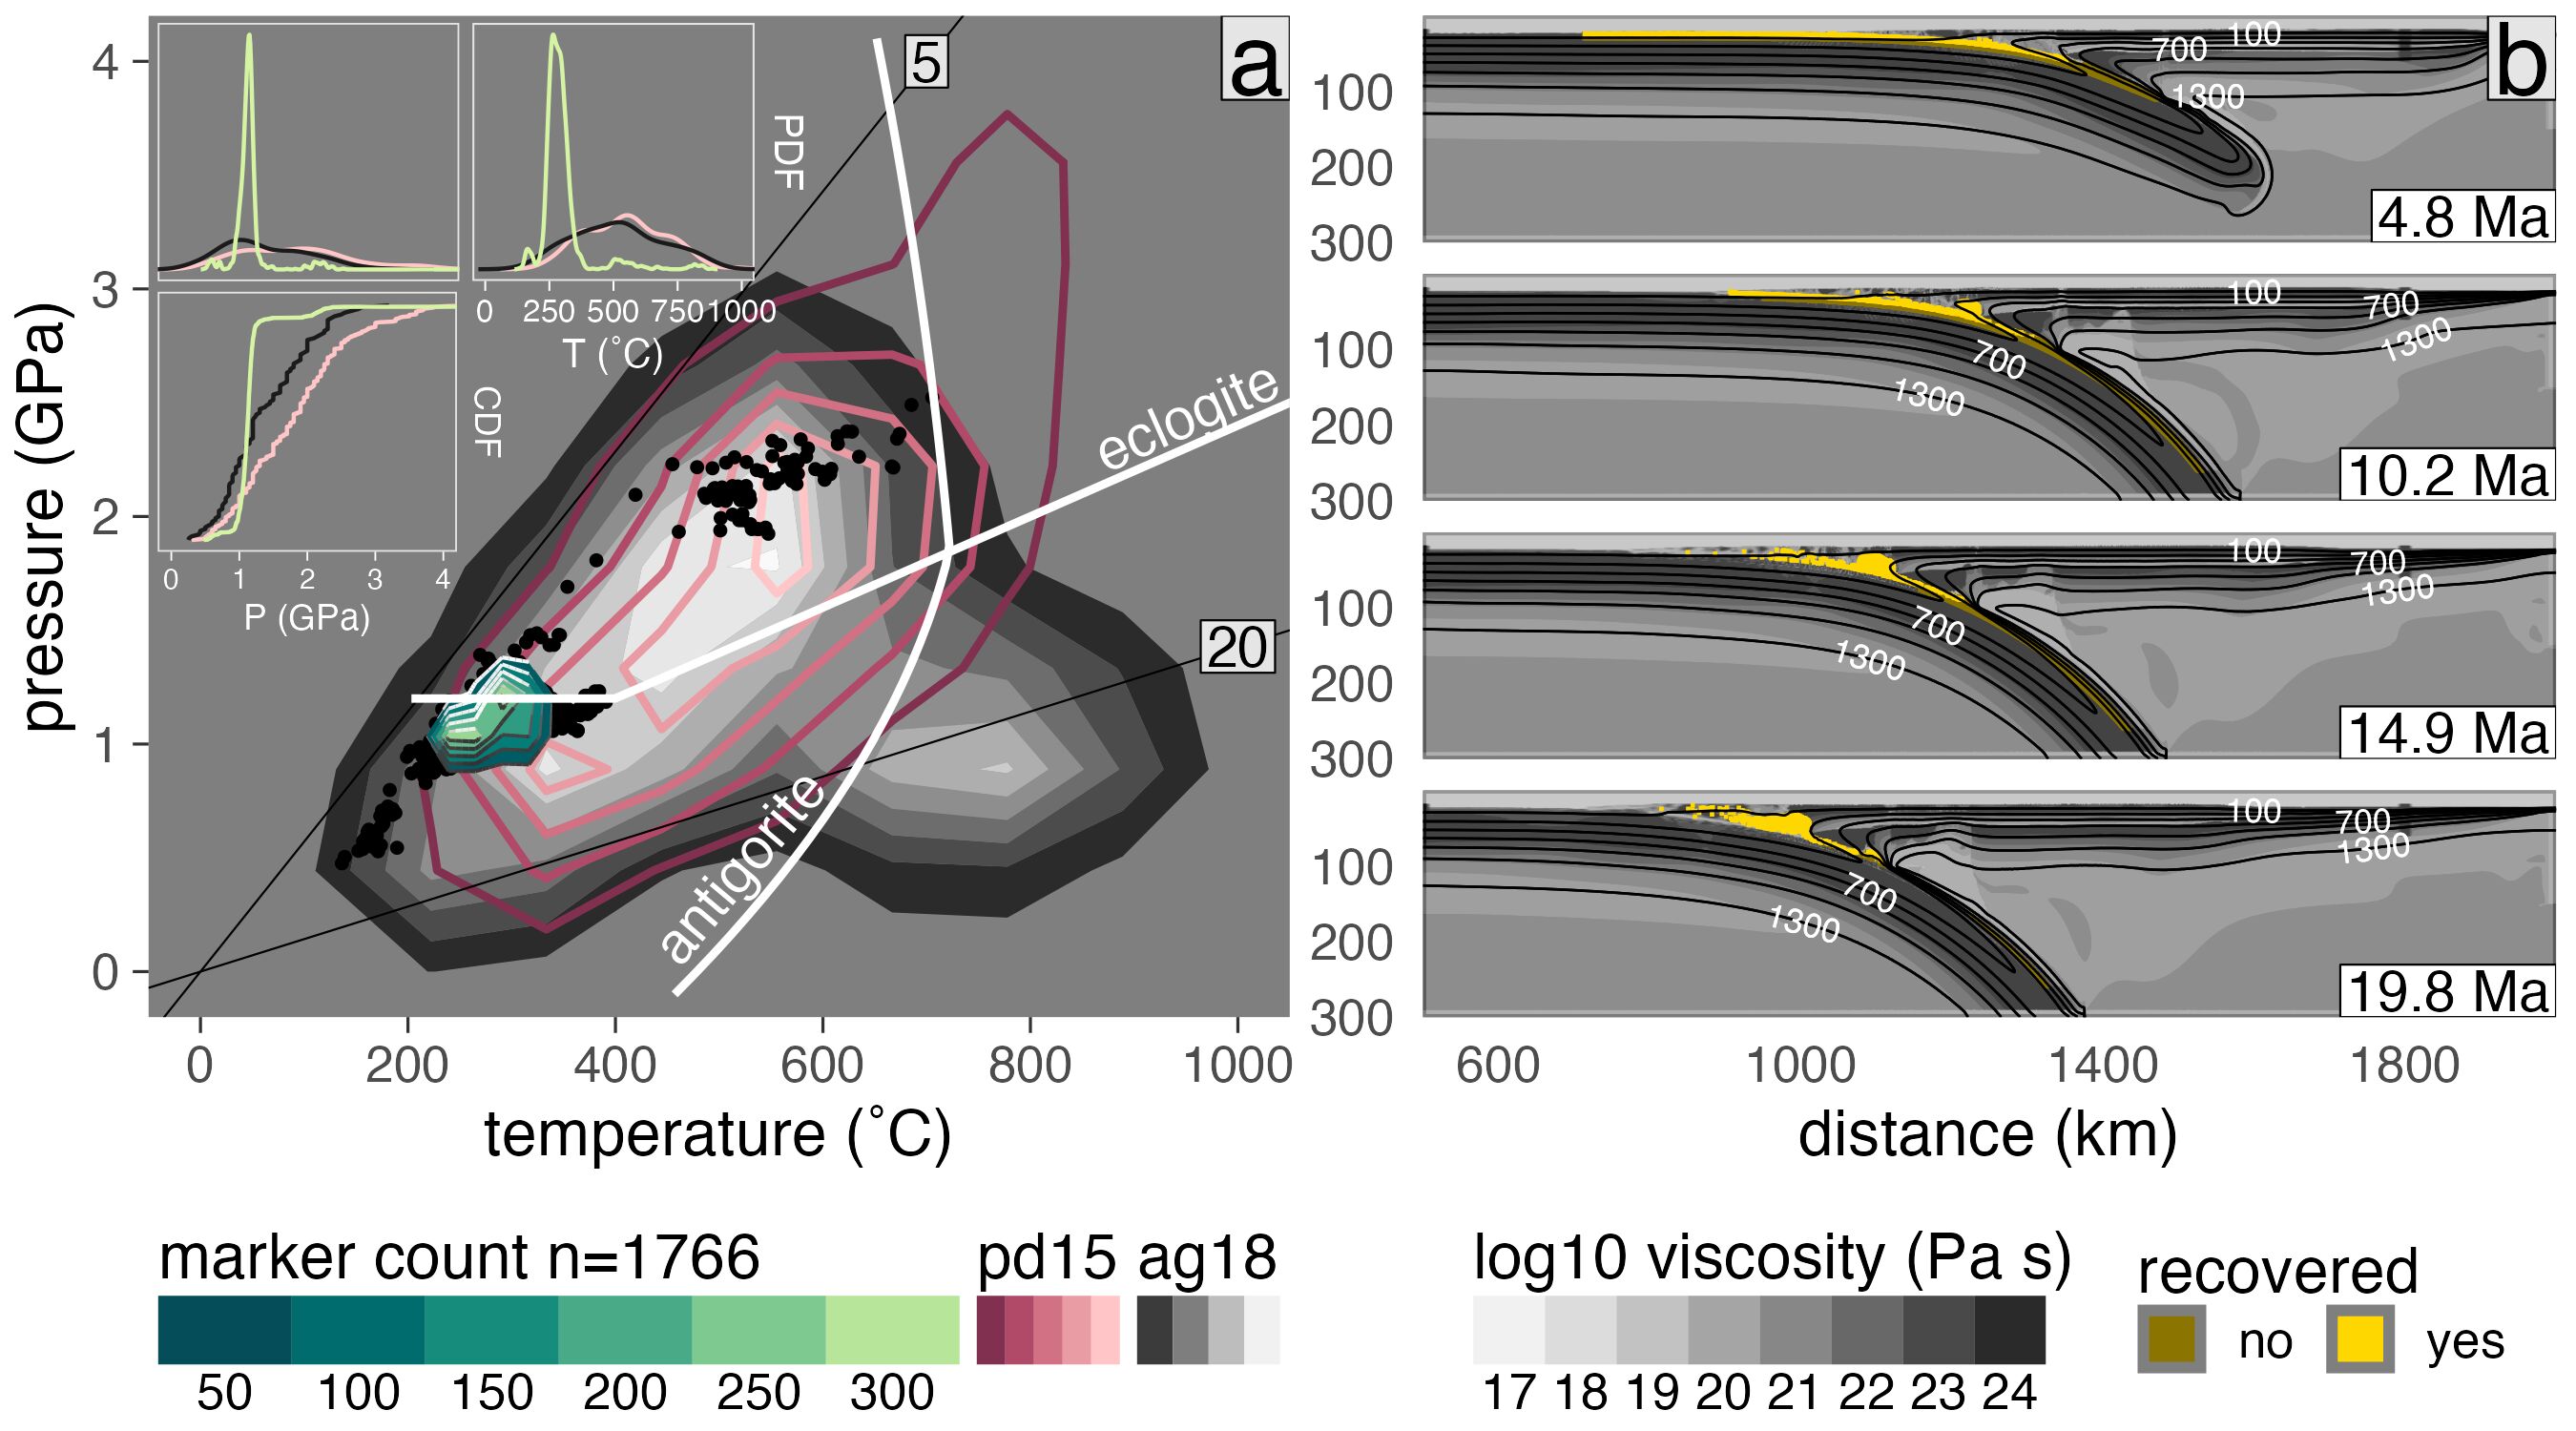 a
5
4
3
2
1
0
pressure (GPa)
PDF
0 250 500 750 1000
T (˚C)
CDF
0 1 2 3 4
P (GPa)
eclogite
20
antigorite
0 200 400 600 800 1000
temperature (˚C)
b
100
200
300
100
700
1300
4.8 Ma
100
200
300
100
700
1300
700
1300
10.2 Ma
100
200
300
100
700
1300
700
1300
14.9 Ma
100
200
300
100
700
1300
700
1300
19.8 Ma
600 1000 1400 1800
distance (km)
marker count n=1766
50 100 150 200 250 300
pd15 ag18
log10 viscosity (Pa s)
17 18 19 20 21 22 23 24
recovered
no yes